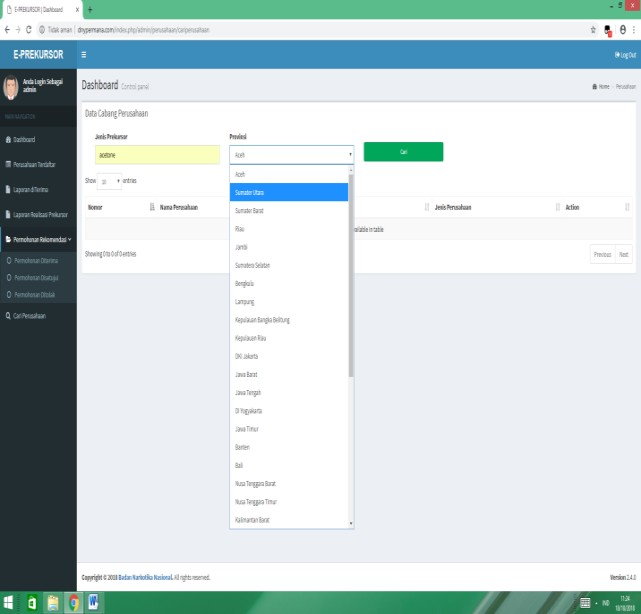 E-PREKURSOR | Dashboard
Tidak aman | dnypermana.com/index.php/admin/perusahaan/cariperusahaan
E-PREKURSOR
Log Out
Anda Login Sebagai
admin
Dashboard Control panel
Home > Perusahaan
MAIN NAVIGATION
Dashboard
Perusahaan Terdaftar
Laporan diTerima
Laporan Realisasi Prekursor
Permohonan Rekomendasi
Permohonan Diterima
Permohonan Disetujui
Permohonan Ditolak
Cari Perusahaan
Data Cabang Perusahaan
Jenis Prekursor
Provinsi
acetone
Aceh
Cari
Show 10 entries
Nomor
Nama Perusahaan
Jenis Perusahaan
Action
available in table
Showing 0 to 0 of 0 entries
Previous
Next
Aceh
Sumater Utara
Sumater Barat
Riau
Jambi
Sumatera Selatan
Bengkulu
Lampung
Kepulauan Bangka Belitung
Kepulauan Riau
DKI Jakarta
Jawa Barat
Jawa Tengah
DI Yogyakarta
Jawa Timur
Banten
Bali
Nusa Tenggara Barat
Nusa Tenggara Timur
Kalimantan Barat
Copyright © 2018 Badan Narkotika Nasional. All rights reserved.
Version 2.4.0
IND
11:24
18/10/2018